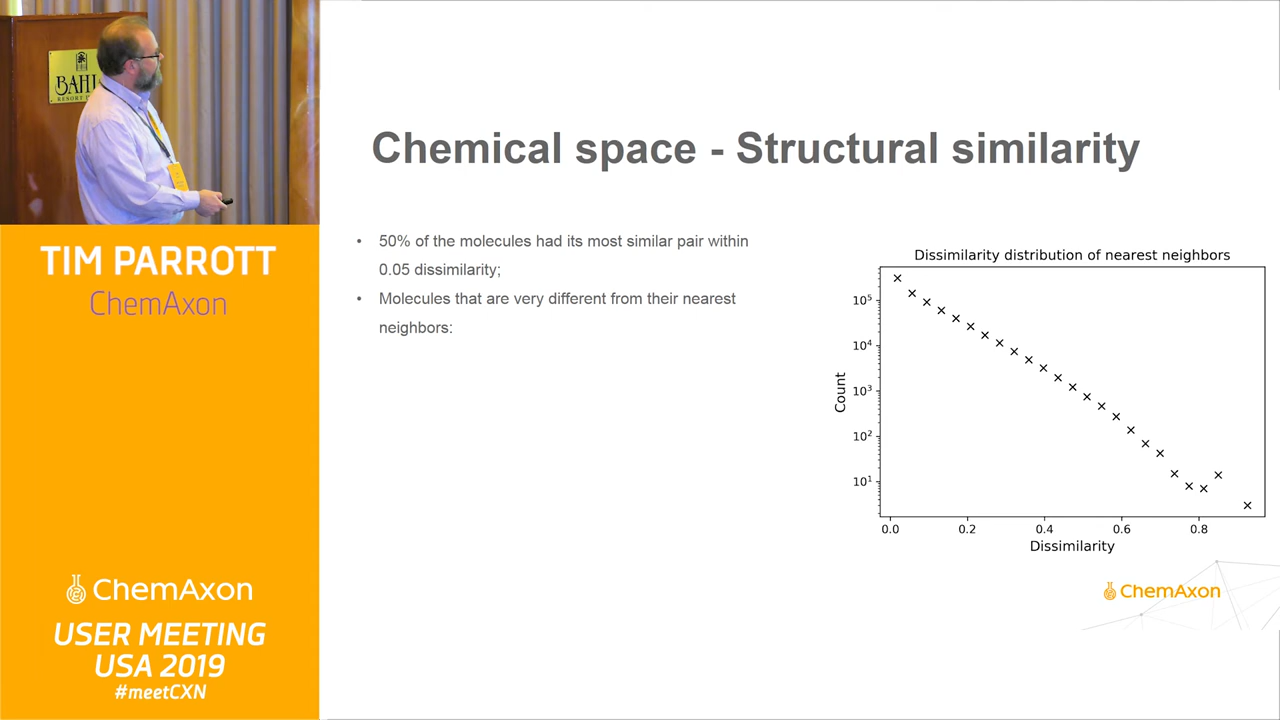 BAHI
RESORT
TIM PARROTT
ChemAxon
ChemAxon
USER MEETING
USA 2019
#meetCXN
Chemical space - Structural similarity
• 50% of the molecules had its most similar pair within
0.05 dissimilarity;
• Molecules that are very different from their nearest
neighbors:
Dissimilarity distribution of nearest neighbors
Count
10⁵
10⁴
10³
10²
10¹
0.0 0.2 0.4 0.6 0.8
Dissimilarity
ChemAxon